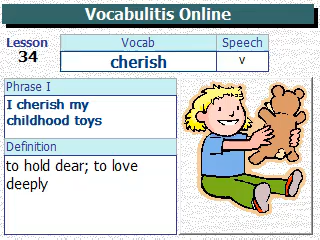 Vocabulitis Online
Lesson
34
Vocab
Speech
cherish
v
Phrase I
I cherish my
childhood toys
Definition
to hold dear; to love
deeply